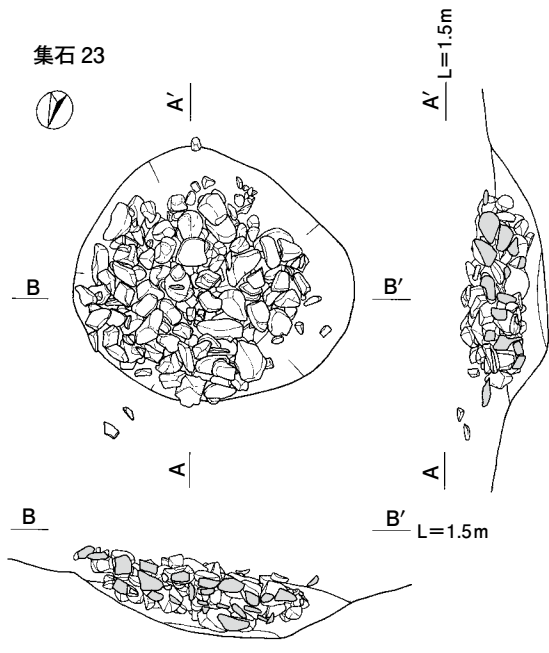 集石 23
A′
A′ L=1.5m
B
B′
A
A
B
B′ L=1.5m